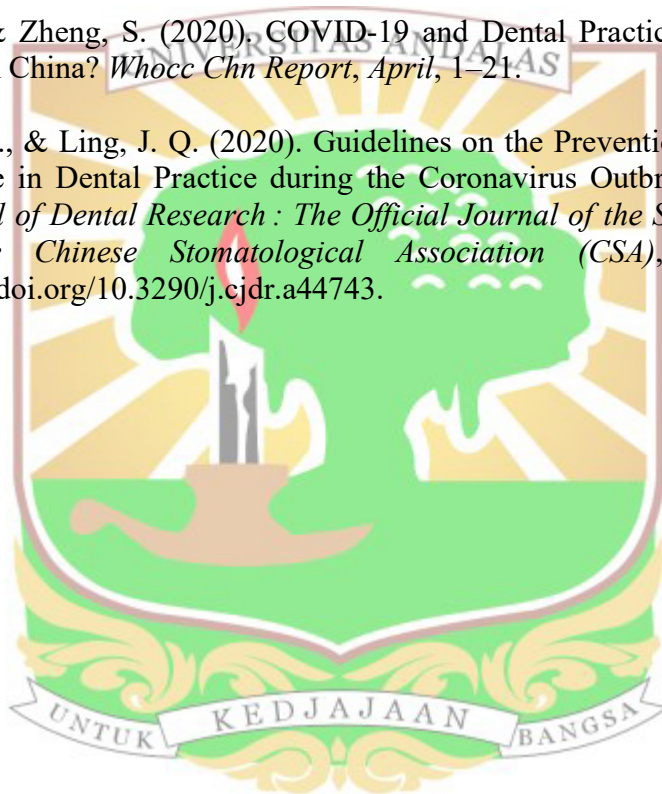 & Zheng, S. (2020). COVID-19 and Dental Practic
China? Whocc Chn Report, April, 1–21.
., & Ling, J. Q. (2020). Guidelines on the Preventio
e in Dental Practice during the Coronavirus Outbr
l of Dental Research : The Official Journal of the S
Chinese Stomatological Association (CSA),
doi.org/10.3290/j.cjdr.a44743.
UNIVERSITAS ANDALAS
UNTUK KEDJAJAAN BANGSA